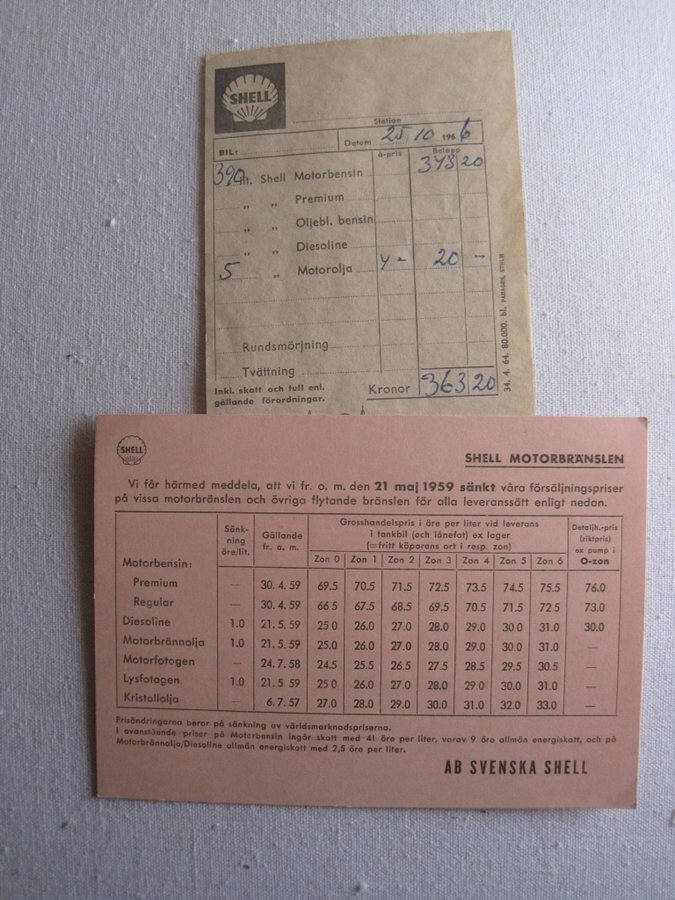 SHELL
Station
BIL: Datum 25/10 1966
à-pris Belopp
390 lit. Shell Motorbensin 343 20
„ „ Premium
„ „ Oljebl. bensin
„ „ Diesoline
5 „ Motorolja 4 - 20 -
Rundsmörjning
Tvättning
Inkl. skatt och tull enl.
gällande förordningar.
Kronor 363 20
34. 4. 64. 80.000. bl. PARAGON, STHLM
SHELL
SHELL MOTORBRÄNSLEN
Vi får härmed meddela, att vi fr. o. m. den 21 maj 1959 sänkt våra försäljningspriser
på vissa motorbränslen och övriga flytande bränslen för alla leveranssätt enligt nedan.
Sänkning öre/lit.
Gällande fr. o. m.
Grosshandelspris i öre per liter vid leverans
i tankbil (och lånefat) ex lager
(=fritt köparens ort i resp. zon)
Detaljh.-pris
(riktpris)
ex pump i
O-zon
Zon 0 Zon 1 Zon 2 Zon 3 Zon 4 Zon 5 Zon 6
Motorbensin:
Premium — 30. 4. 59 69.5 70.5 71.5 72.5 73.5 74.5 75.5 76.0
Regular — 30. 4. 59 66 5 67.5 68.5 69.5 70.5 71.5 72 5 73.0
Diesoline 1.0 21. 5. 59 25 0 26.0 27.0 28.0 29.0 30.0 31.0 30.0
Motorbrännolja 1.0 21. 5. 59 25.0 26.0 27.0 28.0 29.0 30.0 31.0 —
Motorfotogen — 24. 7. 58 24.5 25.5 26.5 27.5 28.5 29.5 30.5 —
Lysfotogen 1.0 21. 5 59 25 0 26.0 27.0 28.0 29.0 30.0 31.0 —
Kristallolja — 6. 7. 57 27.0 28.0 29.0 30.0 31.0 32.0 33.0 —
Prisändringarna beror på sänkning av världsmarknadspriserna.
I ovanstående priser på Motorbensin ingår skatt med 41 öre per liter, varav 9 öre allmän energiskatt, och på
Motorbrännolja/Diesoline allmän energiskatt med 2,5 öre per liter.
AB SVENSKA SHELL